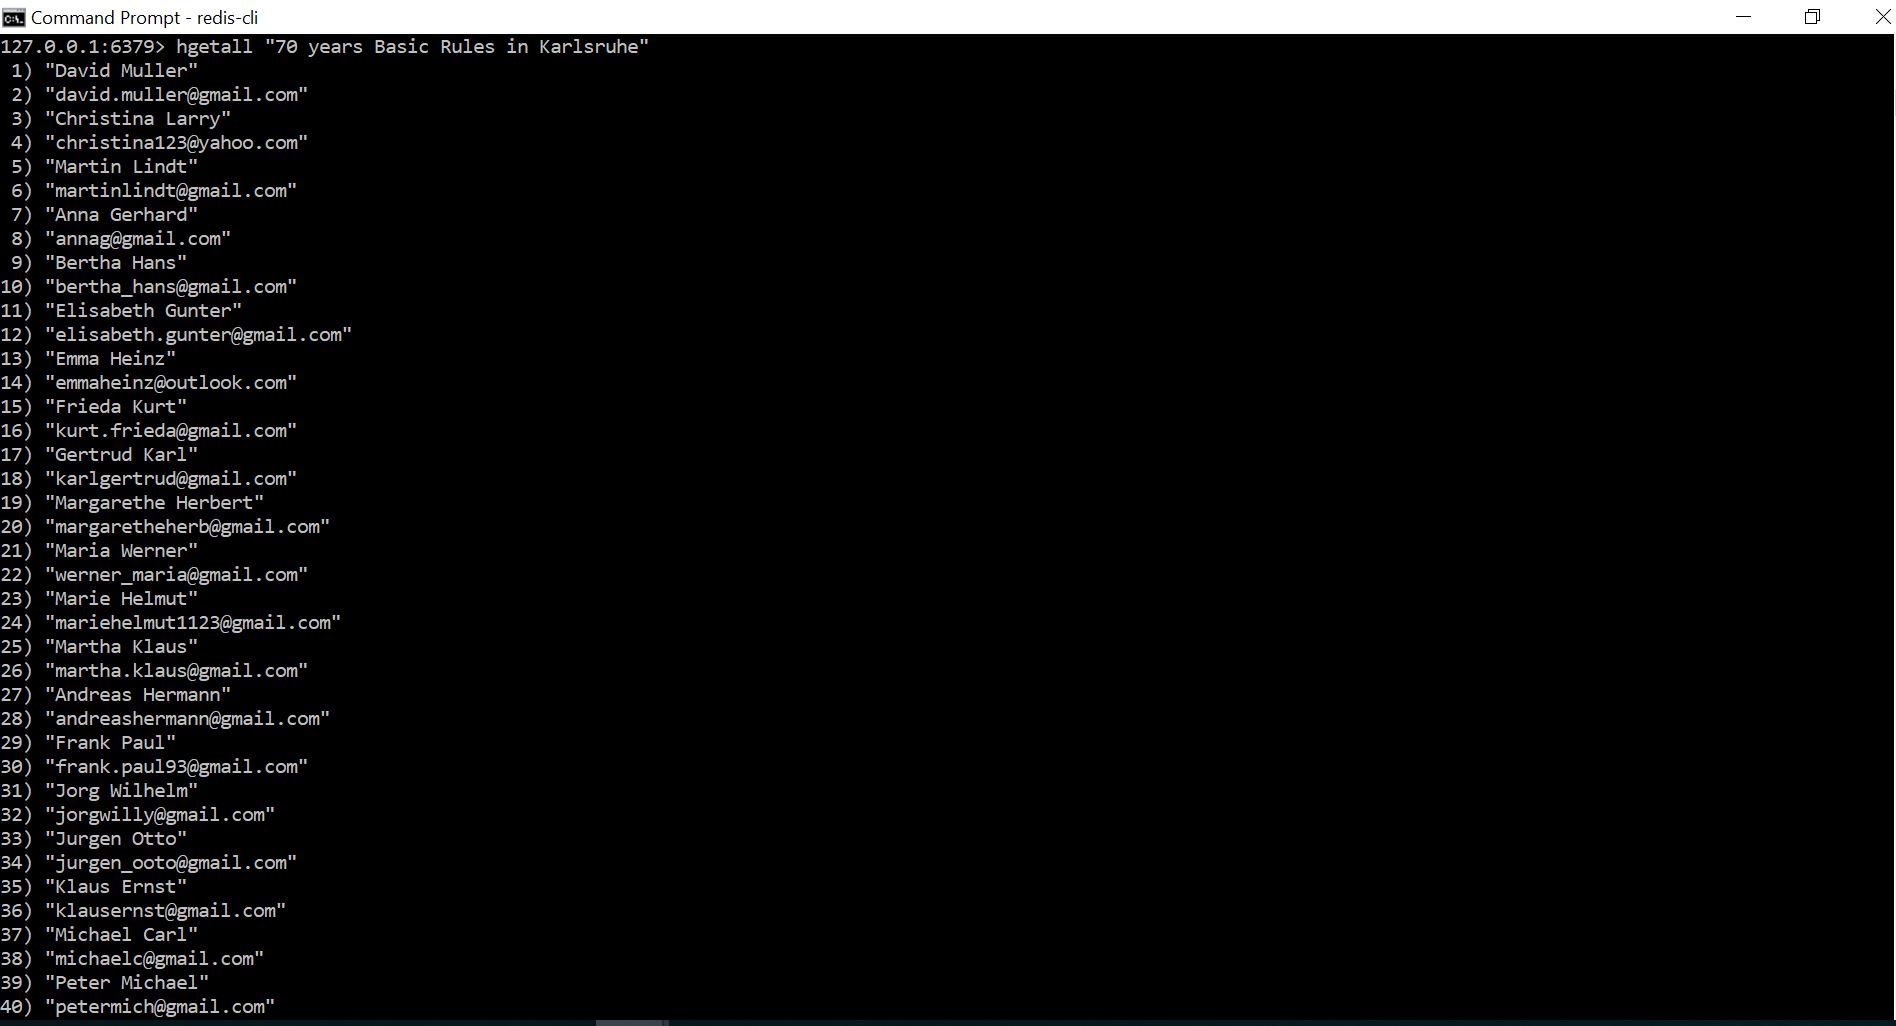 Command Prompt - redis-cli
127.0.0.1:6379> hgetall "70 years Basic Rules in Karlsruhe"
1) "David Muller"
2) "david.muller@gmail.com"
3) "Christina Larry"
4) "christina123@yahoo.com"
5) "Martin Lindt"
6) "martinlindt@gmail.com"
7) "Anna Gerhard"
8) "annag@gmail.com"
9) "Bertha Hans"
10) "bertha_hans@gmail.com"
11) "Elisabeth Gunter"
12) "elisabeth.gunter@gmail.com"
13) "Emma Heinz"
14) "emmaheinz@outlook.com"
15) "Frieda Kurt"
16) "kurt.frieda@gmail.com"
17) "Gertrud Karl"
18) "karlgertrud@gmail.com"
19) "Margarethe Herbert"
20) "margaretheherb@gmail.com"
21) "Maria Werner"
22) "werner_maria@gmail.com"
23) "Marie Helmut"
24) "mariehelmut1123@gmail.com"
25) "Martha Klaus"
26) "martha.klaus@gmail.com"
27) "Andreas Hermann"
28) "andreashermann@gmail.com"
29) "Frank Paul"
30) "frank.paul93@gmail.com"
31) "Jorg Wilhelm"
32) "jorgwilly@gmail.com"
33) "Jurgen Otto"
34) "jurgen_ooto@gmail.com"
35) "Klaus Ernst"
36) "klausernst@gmail.com"
37) "Michael Carl"
38) "michaelc@gmail.com"
39) "Peter Michael"
40) "petermich@gmail.com"